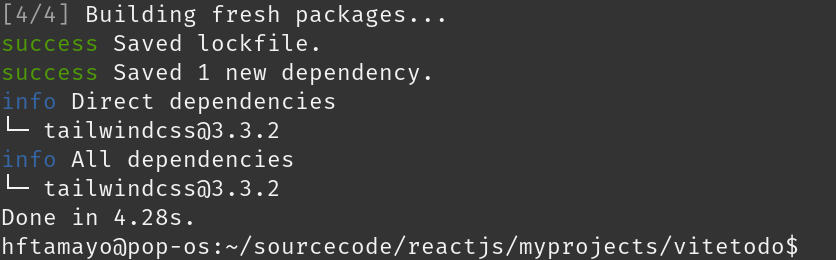 [4/4] Building fresh packages...
success Saved lockfile.
success Saved 1 new dependency.
info Direct dependencies
└─ tailwindcss@3.3.2
info All dependencies
└─ tailwindcss@3.3.2
Done in 4.28s.
hftamayo@pop-os:~/sourcecode/reactjs/myprojects/vitetodo$